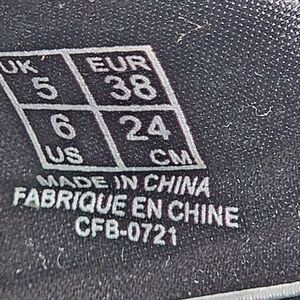 UK EUR
5 38
6 24
US CM
MADE IN CHINA
FABRIQUE EN CHINE
CFB-0721